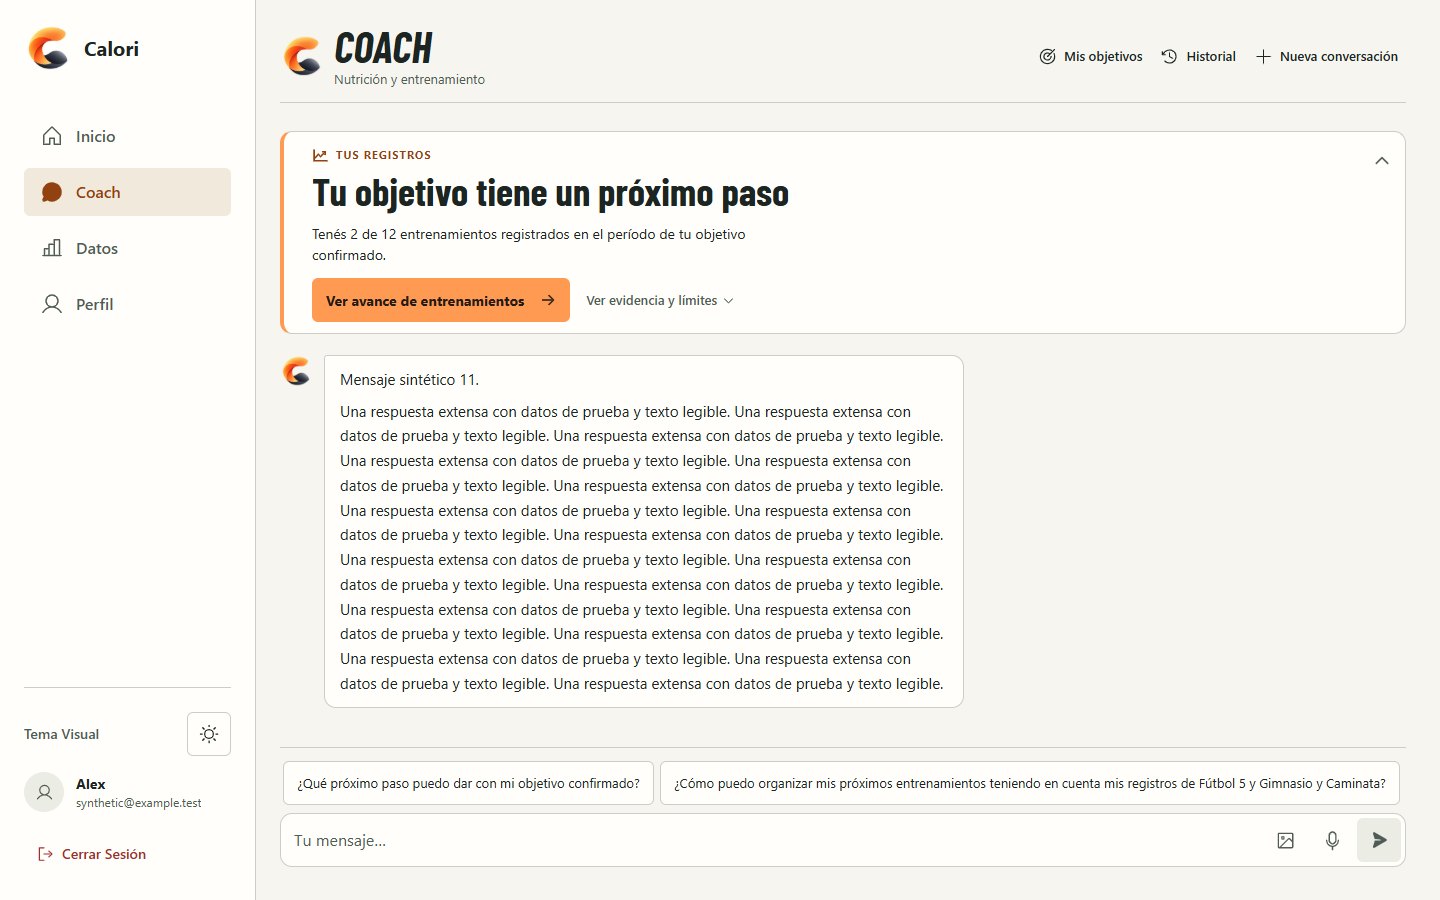 Calori
Inicio
Coach
Datos
Perfil
Tema Visual
Alex
synthetic@example.test
Cerrar Sesión
COACH
Nutrición y entrenamiento
Mis objetivos
Historial
Nueva conversación
TUS REGISTROS
Tu objetivo tiene un próximo paso
Tenés 2 de 12 entrenamientos registrados en el período de tu objetivo
confirmado.
Ver avance de entrenamientos
Ver evidencia y límites
Mensaje sintético 11.
Una respuesta extensa con datos de prueba y texto legible. Una respuesta extensa con
datos de prueba y texto legible. Una respuesta extensa con datos de prueba y texto legible.
Una respuesta extensa con datos de prueba y texto legible. Una respuesta extensa con
datos de prueba y texto legible. Una respuesta extensa con datos de prueba y texto legible.
Una respuesta extensa con datos de prueba y texto legible. Una respuesta extensa con
datos de prueba y texto legible. Una respuesta extensa con datos de prueba y texto legible.
Una respuesta extensa con datos de prueba y texto legible. Una respuesta extensa con
datos de prueba y texto legible. Una respuesta extensa con datos de prueba y texto legible.
Una respuesta extensa con datos de prueba y texto legible. Una respuesta extensa con
datos de prueba y texto legible. Una respuesta extensa con datos de prueba y texto legible.
Una respuesta extensa con datos de prueba y texto legible. Una respuesta extensa con
datos de prueba y texto legible. Una respuesta extensa con datos de prueba y texto legible.
¿Qué próximo paso puedo dar con mi objetivo confirmado?
¿Cómo puedo organizar mis próximos entrenamientos teniendo en cuenta mis registros de Fútbol 5 y Gimnasio y Caminata?
Tu mensaje...